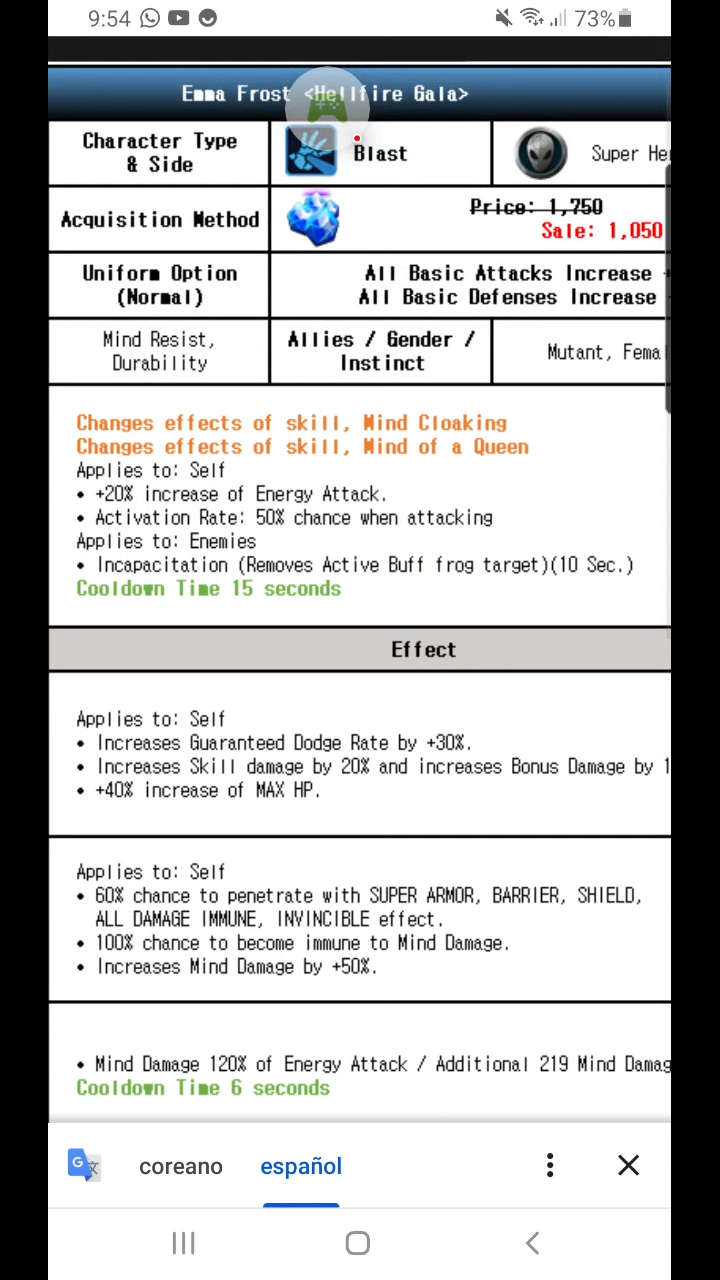 9:54 73%
Emma Frost <Hellfire Gala>
Character Type
& Side
Blast
Super He
Acquisition Method
Price: 1,750
Sale: 1,050
Uniform Option
(Normal)
All Basic Attacks Increase
All Basic Defenses Increase
Mind Resist,
Durability
Allies / Gender /
Instinct
Mutant, Fema
Changes effects of skill, Mind Cloaking
Changes effects of skill, Mind of a Queen
Applies to: Self
• +20% increase of Energy Attack.
• Activation Rate: 50% chance when attacking
Applies to: Enemies
• Incapacitation (Removes Active Buff frog target)(10 Sec.)
Cooldown Time 15 seconds
Effect
Applies to: Self
• Increases Guaranteed Dodge Rate by +30%.
• Increases Skill damage by 20% and increases Bonus Damage by 1
• +40% increase of MAX HP.
Applies to: Self
• 60% chance to penetrate with SUPER ARMOR, BARRIER, SHIELD,
ALL DAMAGE IMMUNE, INVINCIBLE effect.
• 100% chance to become immune to Mind Damage.
• Increases Mind Damage by +50%.
• Mind Damage 120% of Energy Attack / Additional 219 Mind Damag
Cooldown Time 6 seconds
G 文 coreano español